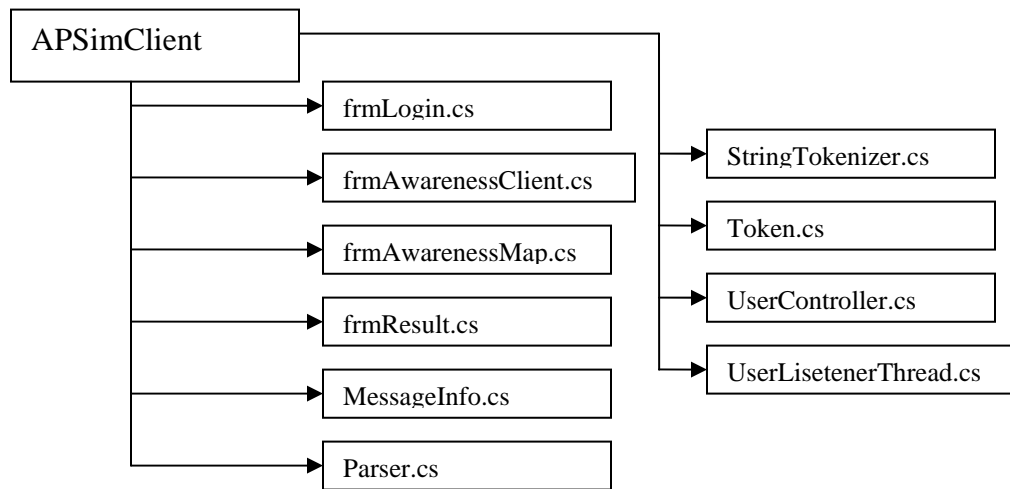 APSimClient
frmLogin.cs
frmAwarenessClient.cs
frmAwarenessMap.cs
frmResult.cs
MessageInfo.cs
Parser.cs
StringTokenizer.cs
Token.cs
UserController.cs
UserLisetenerThread.cs